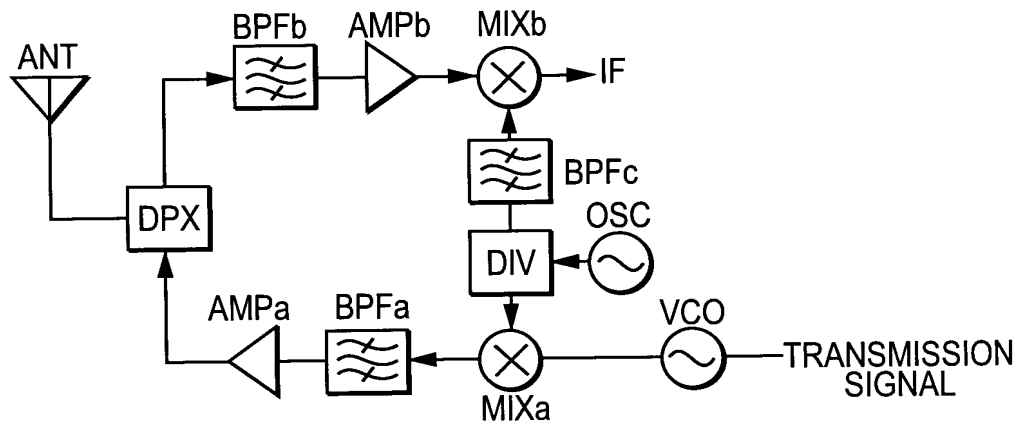 ANT
BPFb
AMPb
MIXb
IF
BPFc
OSC
DPX
DIV
AMPa
BPFa
VCO
MIXa
TRANSMISSION
SIGNAL